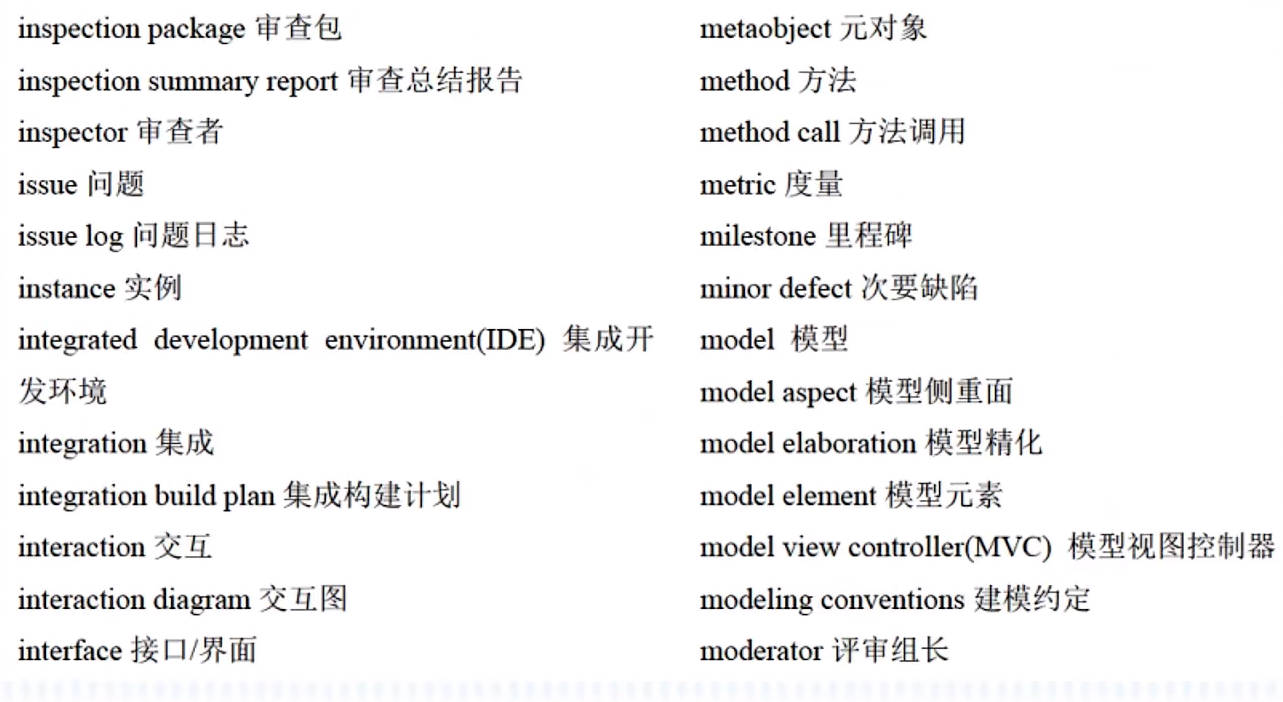 inspection package 审查包
inspection summary report 审查总结报告
inspector 审查者
issue 问题
issue log 问题日志
instance 实例
integrated development environment(IDE) 集成开
发环境
integration 集成
integration build plan 集成构建计划
interaction 交互
interaction diagram 交互图
interface 接口/界面
metaobject 元对象
method 方法
method call 方法调用
metric 度量
milestone 里程碑
minor defect 次要缺陷
model 模型
model aspect 模型侧重面
model elaboration 模型精化
model element 模型元素
model view controller(MVC) 模型视图控制器
modeling conventions 建模约定
moderator 评审组长